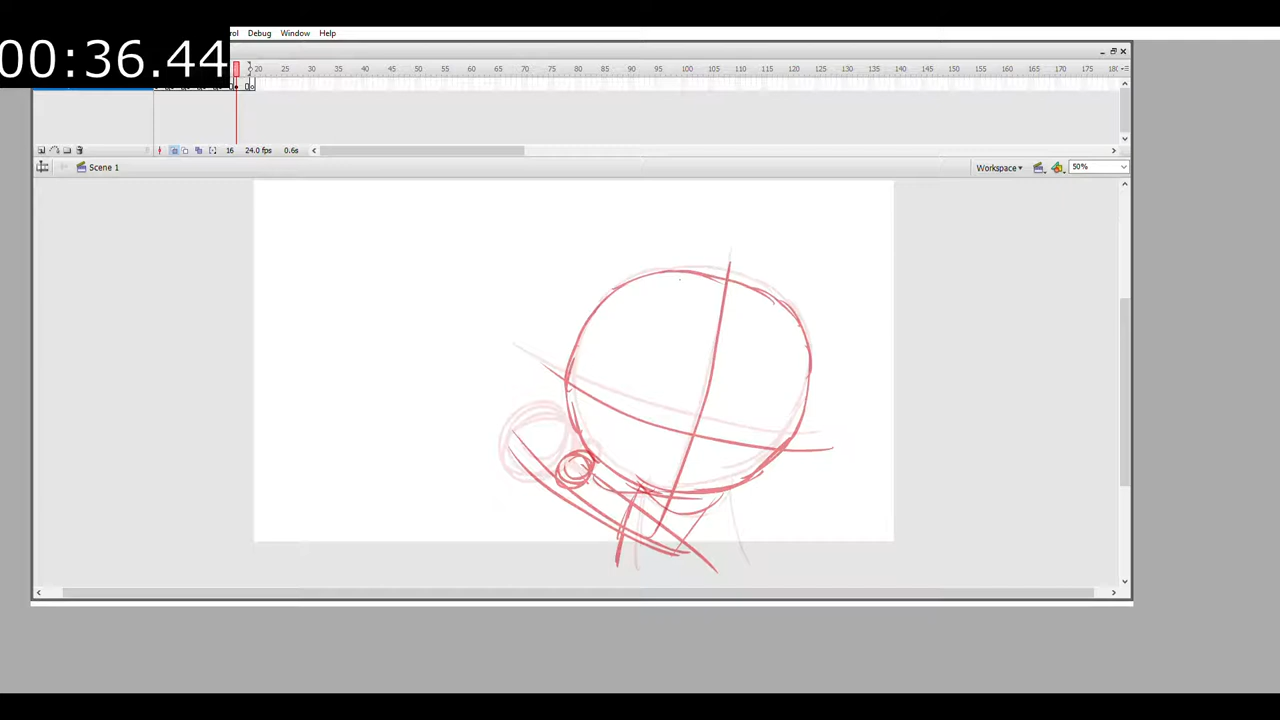 00:36.44
rol Debug Window Help
20 25 30 35 40 45 50 55 60 65 70 75 80 85 90 95 100 105 110 115 120 125 130 135 140 145 150 155 160 165 170 175 180
16 24.0 fps 0.6s
Scene 1
Workspace
50%